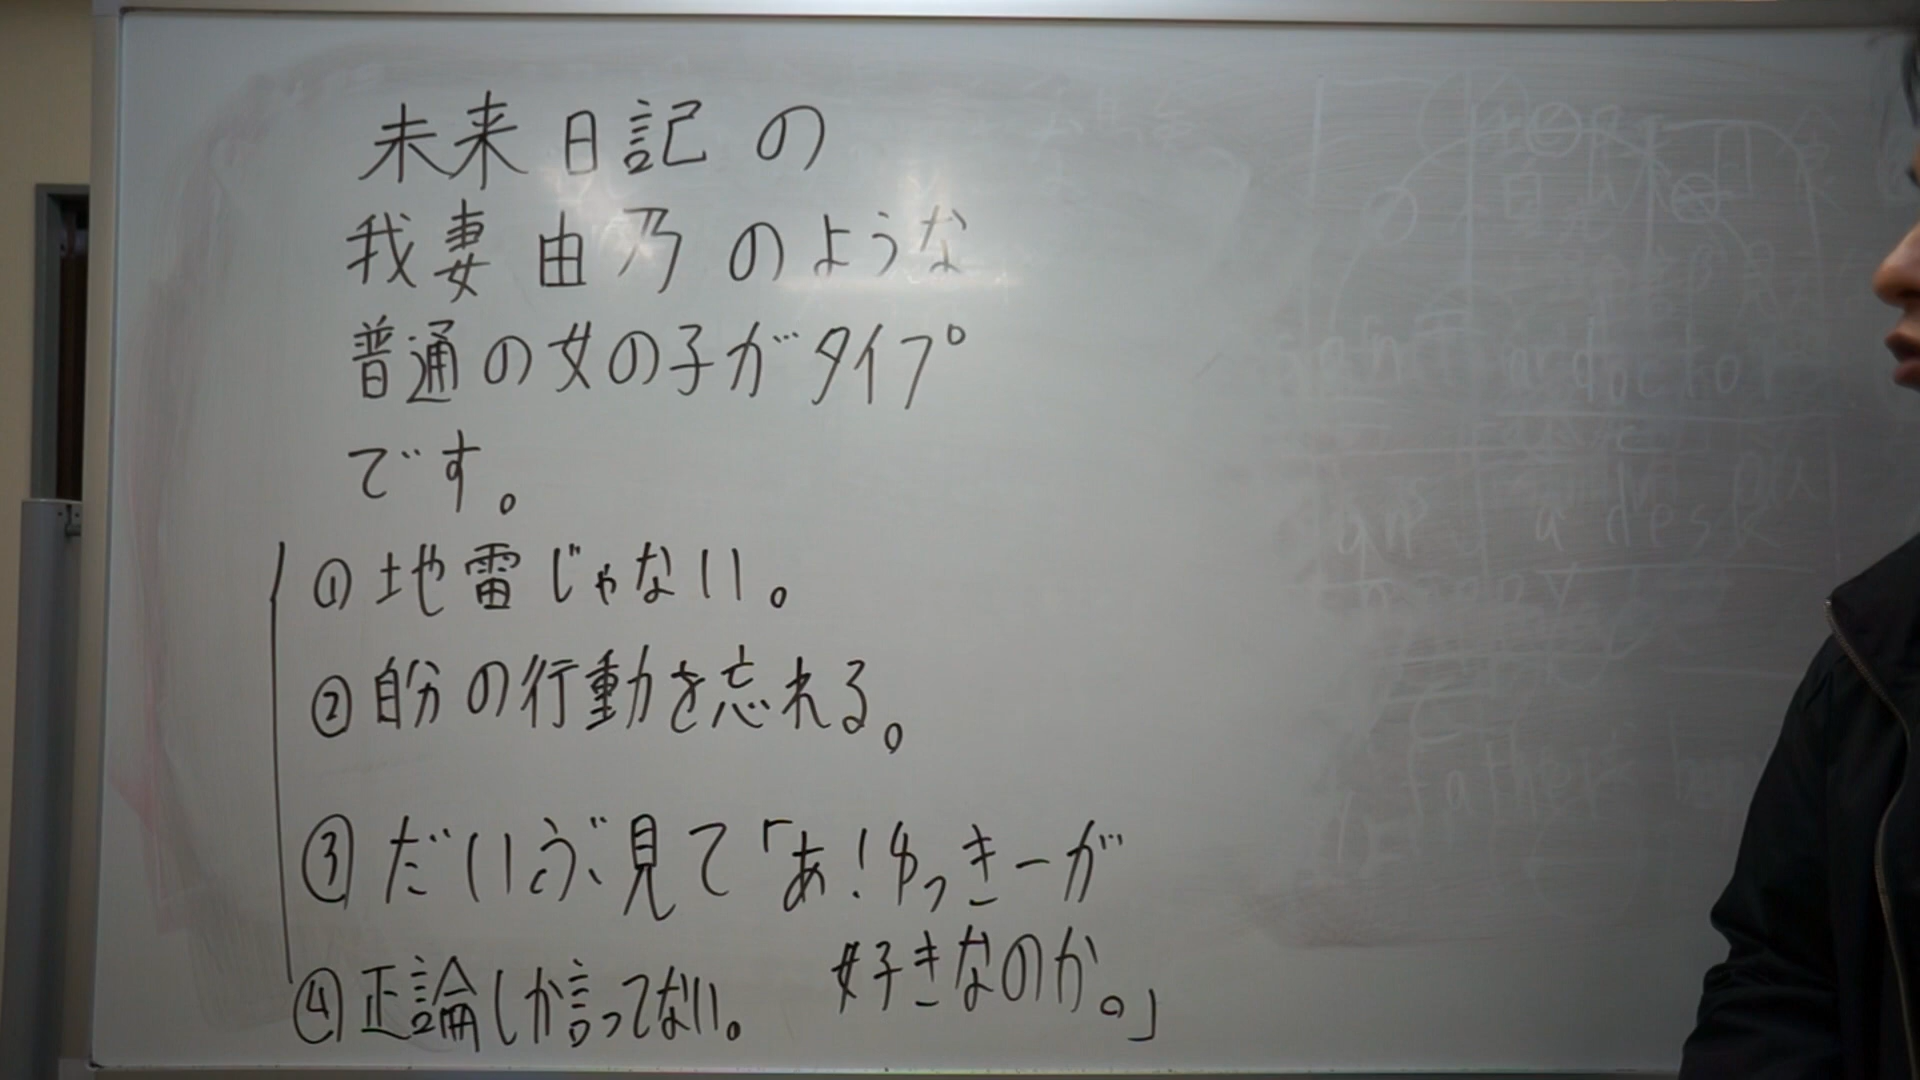 未来日記の
我妻由乃のような
普通の女の子がタイプ
です。
①地雷じゃない。
②自分の行動を忘れる。
③だいぶ見て「あ！ゆっきーが
好きなのか。」
④正論しか言ってない。
a doctor
a desk
father